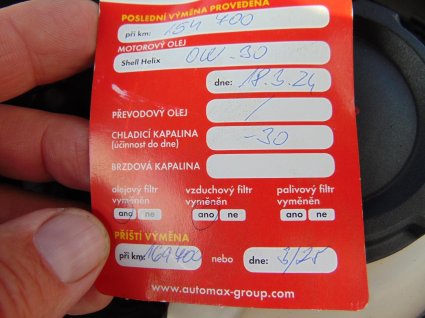 POSLEDNÍ VÝMĚNA PROVEDENA
při km: 154 400
MOTOROVÝ OLEJ
Shell Helix 0W-30
dne: 18.3.24
PŘEVODOVÝ OLEJ /
CHLADICÍ KAPALINA
(účinnost do dne) -30
BRZDOVÁ KAPALINA
olejový filtr vzduchový filtr palivový filtr
vyměněn vyměněn vyměněn
ano ne ano ne ano ne
PŘÍŠTÍ VÝMĚNA
při km: 169 400 nebo dne: 3/25
www.automax-group.com